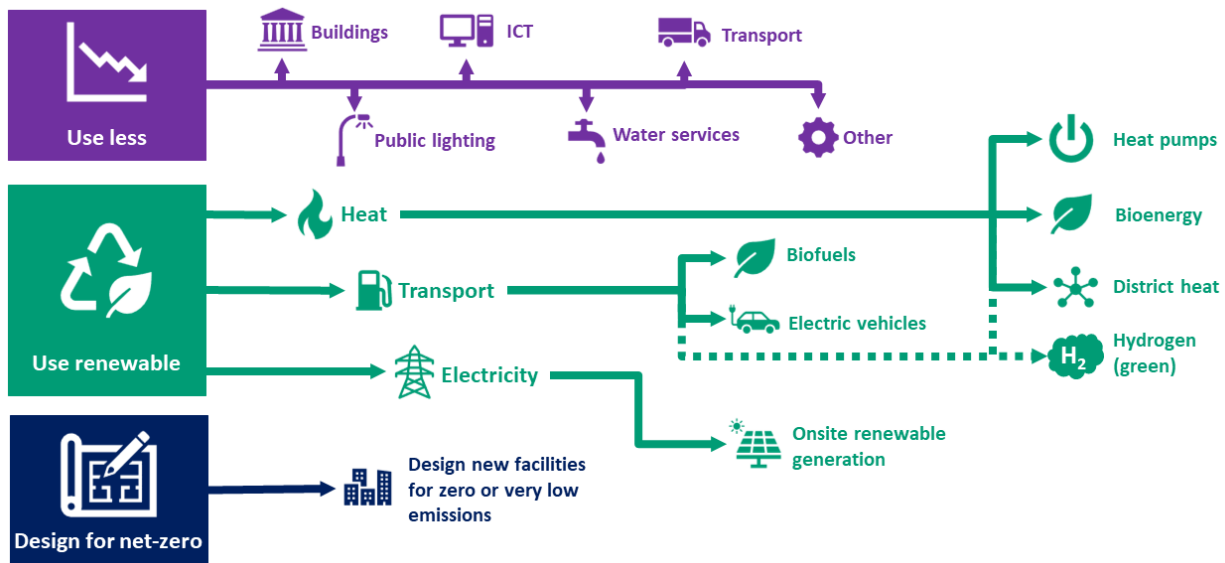 Buildings
ICT
Transport
Use less
Public lighting
Water services
Other
Heat pumps
Heat
Bioenergy
Biofuels
Transport
District heat
Electric vehicles
Use renewable
Electricity
H2
Hydrogen
(green)
Onsite renewable
generation
Design new facilities
for zero or very low
emissions
Design for net-zero